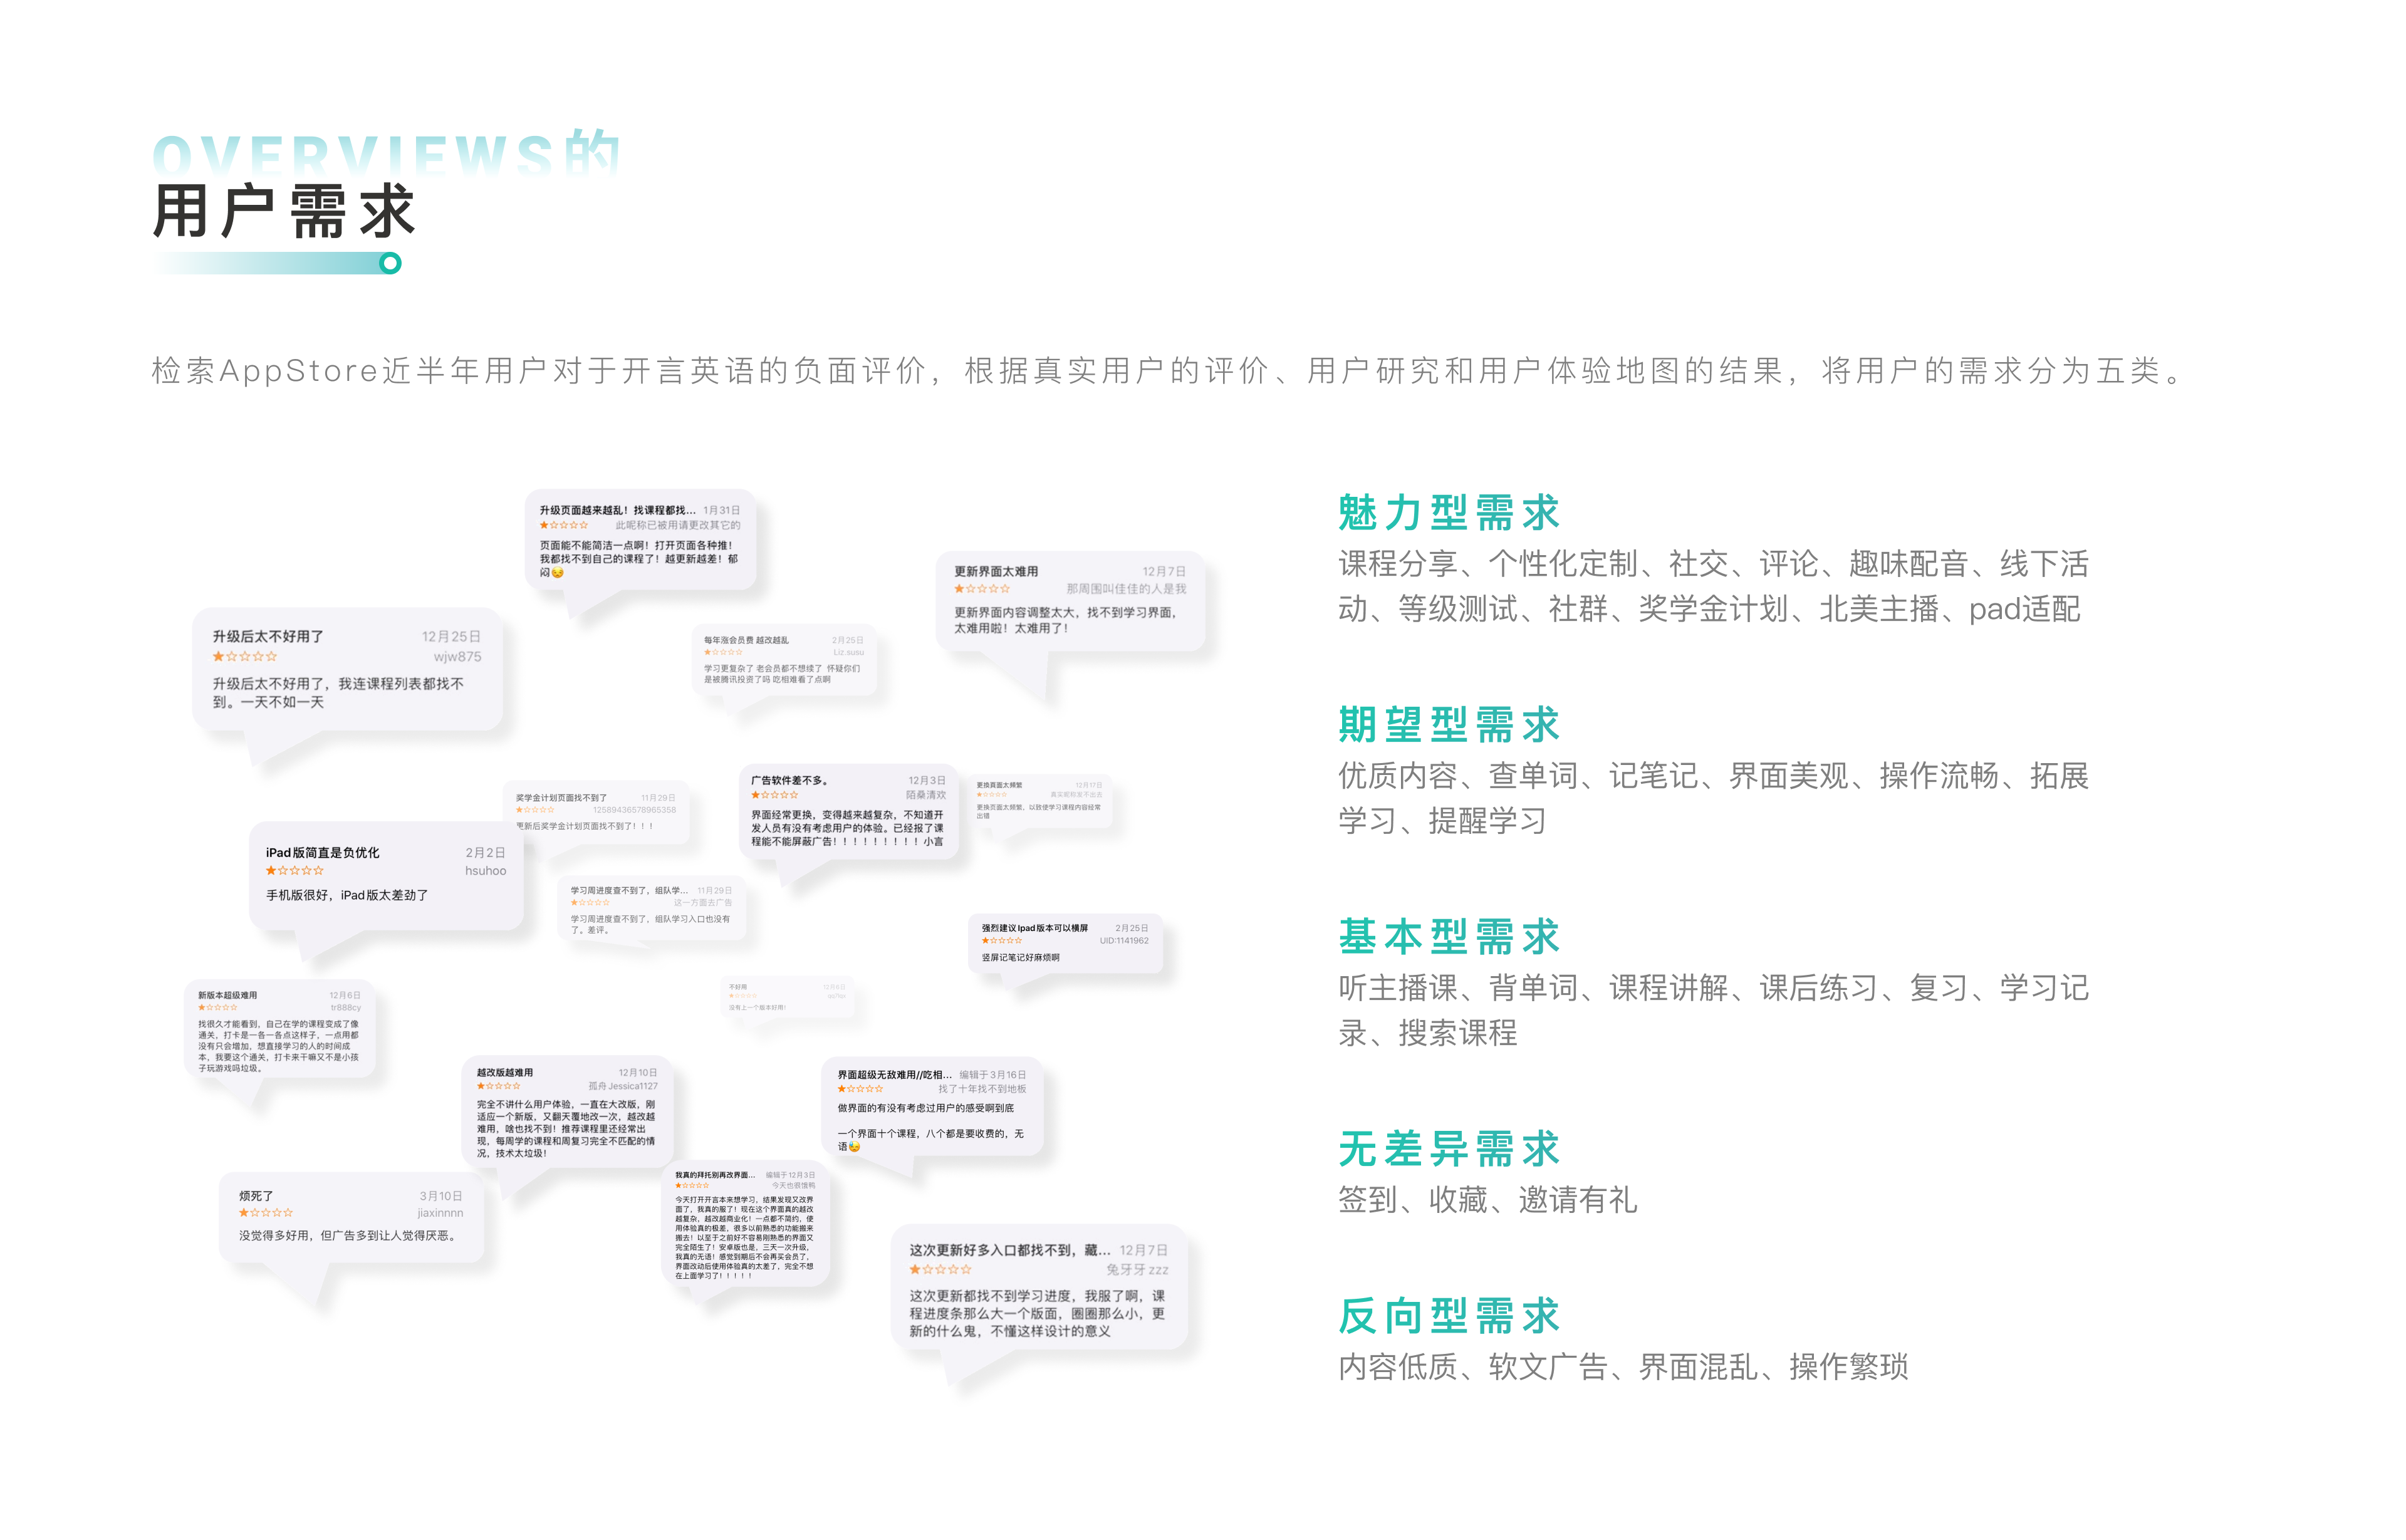 OVERVIEWS的
用户需求
检索AppStore近半年用户对于开言英语的负面评价，根据真实用户的评价、用户研究和用户体验地图的结果，将用户的需求分为五类。
升级页面越来越乱！找课程都找... 1月31日
此昵称已被用请更改其它的
页面能不能简洁一点啊！打开页面各种推！
我都找不到自己的课程了！越更新越差！郁
闷😔
更新界面太难用 12月7日
那周围叫佳佳的人是我
更新界面内容调整太大，找不到学习界面，
太难用啦！太难用了！
升级后太不好用了 12月25日
wjw875
升级后太不好用了，我连课程列表都找不
到。一天不如一天
每年涨会员费 越改越乱 2月25日
Liz.susu
学习更复杂了 老会员都不想续了 怀疑你们
是被腾讯投资了吗 吃相难看了点啊
奖学金计划页面找不到了 11月29日
12589436578965358
更新后奖学金计划页面找不到了！！！
广告软件差不多。 12月3日
陌桑清欢
界面经常更换，变得越来越复杂，不知道开
发人员有没有考虑用户的体验。已经报了课
程能不能屏蔽广告！！！！！！！！！小言
更换頁面太頻繁 12月17日
真实昵称发不出去
更换页面太频繁，以致使学习课程内容经常
出错
iPad版简直是负优化 2月2日
hsuhoo
手机版很好，iPad版太差劲了
学习周进度查不到了，组队学... 11月29日
这一方面去广告
学习周进度查不到了，组队学习入口也没有
了。差评。
强烈建议Ipad版本可以横屏 2月25日
UID:1141962
竖屏记笔记好麻烦啊
新版本超级难用 12月6日
tr888cy
找很久才能看到，自己在学的课程变成了像
通关，打卡是一各一各点这样子，一点用都
没有只会增加，想直接学习的人的时间成
本，我要这个通关，打卡来干嘛又不是小孩
子玩游戏吗垃圾。
不好用
没有上一个版本好用！
越改版越难用 12月10日
孤舟Jessica1127
完全不讲什么用户体验，一直在大改版，刚
适应一个新版，又翻天覆地改一次，越改越
难用，啥也找不到！推荐课程里还经常出
现，每周学的课程和周复习完全不匹配的情
况，技术太垃圾！
界面超级无敌难用//吃相... 编辑于3月16日
找了十年找不到地板
做界面的有没有考虑过用户的感受啊到底
一个界面十个课程，八个都是要收费的，无
语😓
烦死了 3月10日
jiaxinnnn
没觉得多好用，但广告多到让人觉得厌恶。
我真的拜托别再改界面... 编辑于12月3日
今天也很饿鸭
今天打开开言本来想学习，结果发现又改界
面了，我真的服了！现在这个界面真的越改
越复杂，越改越商业化！一点都不简约，使
用体验真的极差，很多以前熟悉的功能搬来
搬去！以至于之前好不容易刚熟悉的界面又
完全陌生了！安卓版也是，三天一次升级，
我真的无语！感觉到期后不会再买会员了，
界面改动后使用体验真的太差了，完全不想
在上面学习了！！！！！
这次更新好多入口都找不到，藏... 12月7日
兔牙牙zzz
这次更新都找不到学习进度，我服了啊，课
程进度条那么大一个版面，圈圈那么小，更
新的什么鬼，不懂这样设计的意义
魅力型需求
课程分享、个性化定制、社交、评论、趣味配音、线下活
动、等级测试、社群、奖学金计划、北美主播、pad适配
期望型需求
优质内容、查单词、记笔记、界面美观、操作流畅、拓展
学习、提醒学习
基本型需求
听主播课、背单词、课程讲解、课后练习、复习、学习记
录、搜索课程
无差异需求
签到、收藏、邀请有礼
反向型需求
内容低质、软文广告、界面混乱、操作繁琐